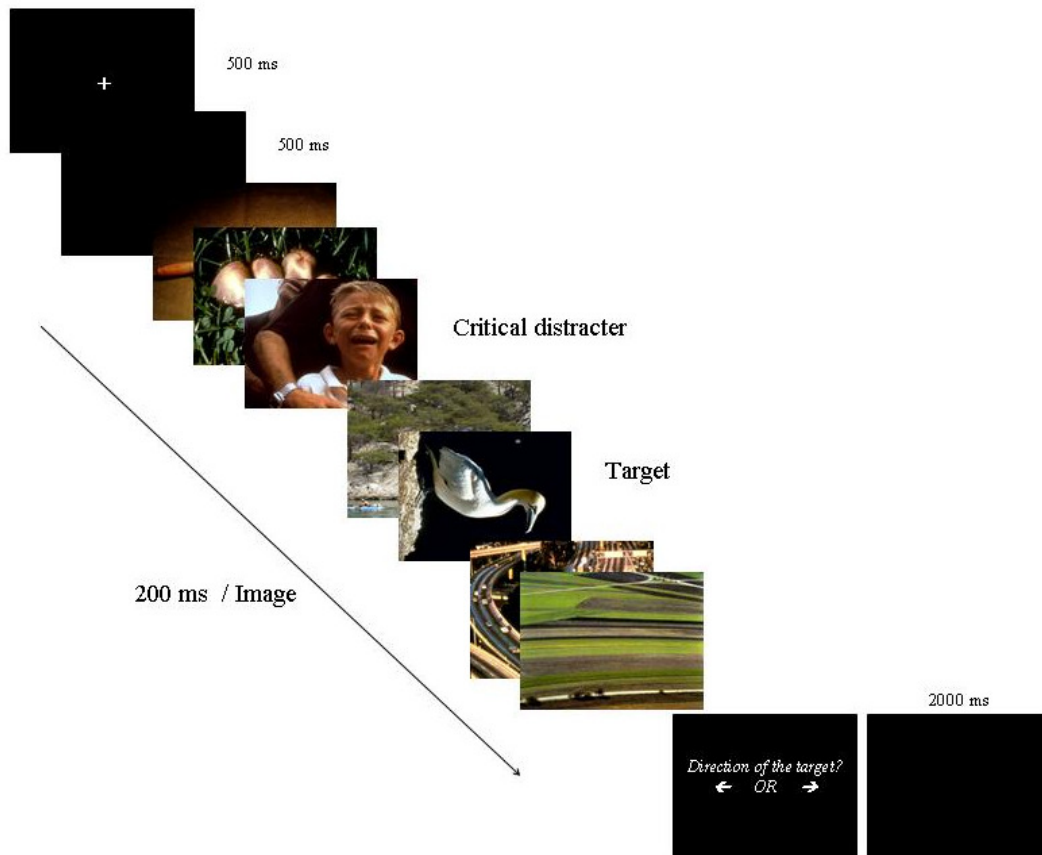 500 ms
500 ms
Critical distracter
Target
200 ms / Image
2000 ms
Direction of the target?
← OR →